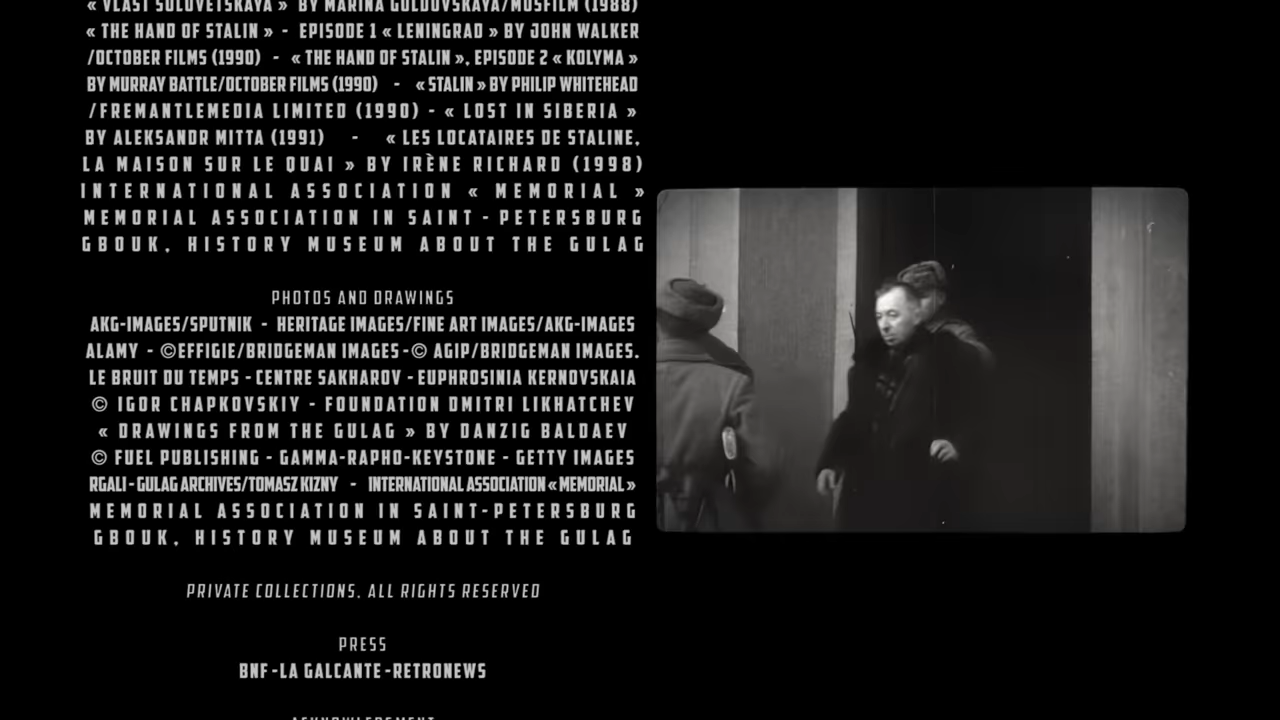 « VLAST SOLOVETSKAYA » BY MARINA GOLDOVSKAYA/MOSFILM (1988)
« THE HAND OF STALIN » - EPISODE 1 « LENINGRAD » BY JOHN WALKER
/OCTOBER FILMS (1990) - « THE HAND OF STALIN », EPISODE 2 « KOLYMA »
BY MURRAY BATTLE/OCTOBER FILMS (1990) - « STALIN » BY PHILIP WHITEHEAD
/FREMANTLEMEDIA LIMITED (1990) - « LOST IN SIBERIA »
BY ALEKSANDR MITTA (1991) - « LES LOCATAIRES DE STALINE,
LA MAISON SUR LE QUAI » BY IRÈNE RICHARD (1998)
INTERNATIONAL ASSOCIATION « MEMORIAL »
MEMORIAL ASSOCIATION IN SAINT-PETERSBURG
GBOUK, HISTORY MUSEUM ABOUT THE GULAG
PHOTOS AND DRAWINGS
AKG-IMAGES/SPUTNIK - HERITAGE IMAGES/FINE ART IMAGES/AKG-IMAGES
ALAMY - ©EFFIGIE/BRIDGEMAN IMAGES-© AGIP/BRIDGEMAN IMAGES.
LE BRUIT DU TEMPS - CENTRE SAKHAROV - EUPHROSINIA KERNOVSKAIA
© IGOR CHAPKOVSKIY - FOUNDATION DMITRI LIKHATCHEV
« DRAWINGS FROM THE GULAG » BY DANZIG BALDAEV
© FUEL PUBLISHING - GAMMA-RAPHO-KEYSTONE - GETTY IMAGES
RGALI - GULAG ARCHIVES/TOMASZ KIZNY - INTERNATIONAL ASSOCIATION « MEMORIAL »
MEMORIAL ASSOCIATION IN SAINT-PETERSBURG
GBOUK, HISTORY MUSEUM ABOUT THE GULAG
PRIVATE COLLECTIONS. ALL RIGHTS RESERVED
PRESS
BNF-LA GALCANTE-RETRONEWS